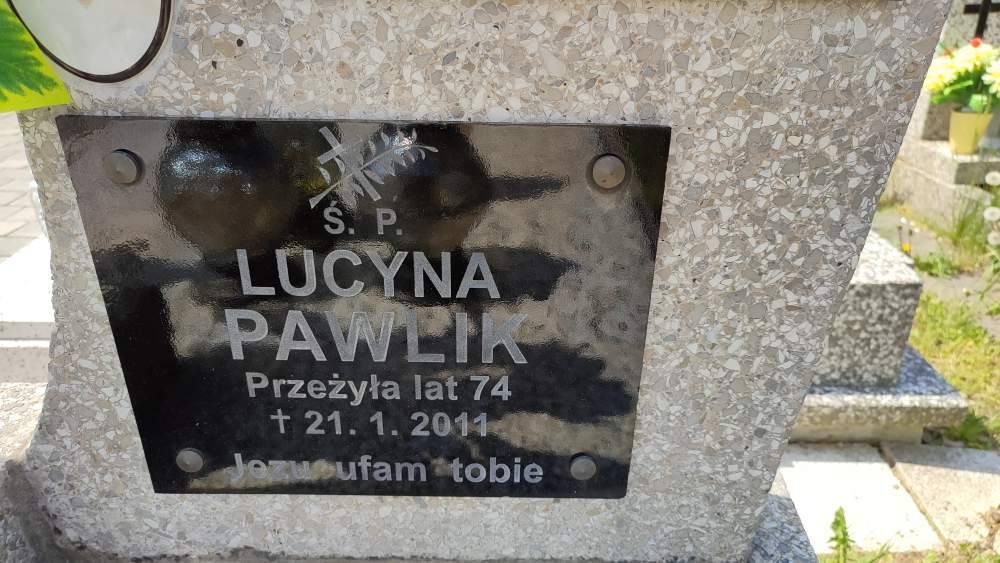 Ś. P.
LUCYNA
PAWLIK
Przeżyła lat 74
† 21. 1. 2011
Jezu ufam tobie